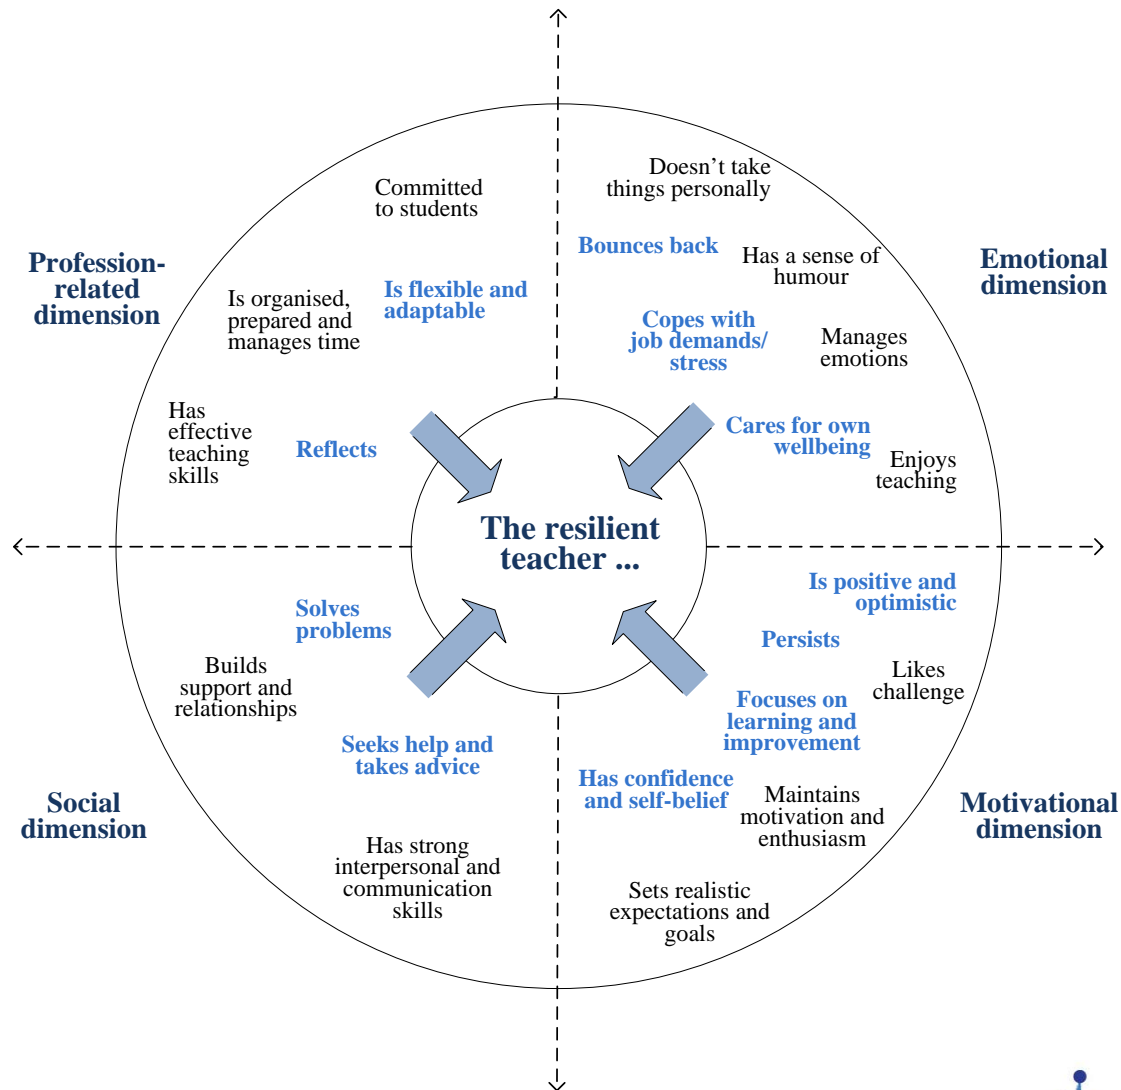 Profession-
related
dimension
Committed
to students
Is flexible and
adaptable
Is organised,
prepared and
manages time
Has
effective
teaching
skills
Reflects
Emotional
dimension
Doesn’t take
things personally
Bounces back
Has a sense of
humour
Copes with
job demands/
stress
Manages
emotions
Cares for own
wellbeing
Enjoys
teaching
The resilient
teacher ...
Social
dimension
Solves
problems
Builds
support and
relationships
Seeks help and
takes advice
Has strong
interpersonal and
communication
skills
Motivational
dimension
Is positive and
optimistic
Persists
Likes
challenge
Focuses on
learning and
improvement
Has confidence
and self-belief
Maintains
motivation and
enthusiasm
Sets realistic
expectations and
goals